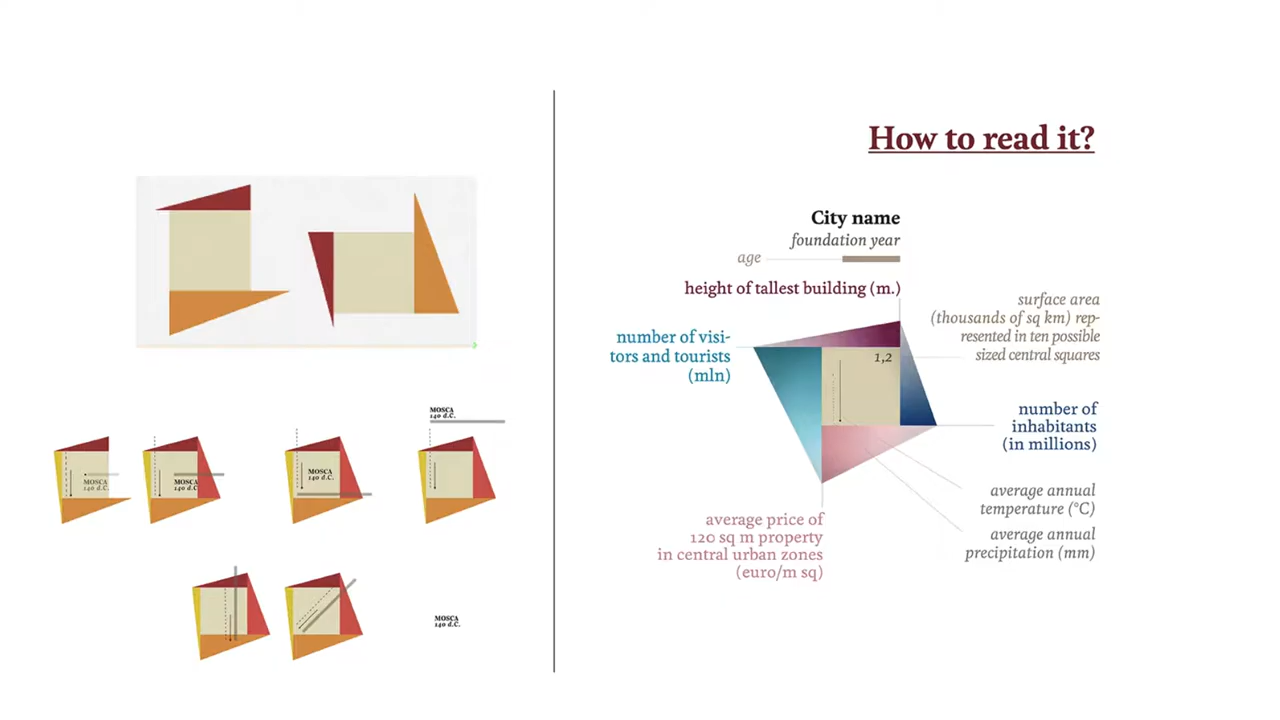 How to read it?
City name
foundation year
age
height of tallest building (m.)
surface area
(thousands of sq km) rep-
resented in ten possible
sized central squares
number of visi-
tors and tourists
(mln)
1,2
number of
inhabitants
(in millions)
average annual
temperature (°C)
average annual
precipitation (mm)
average price of
120 sq m property
in central urban zones
(euro/m sq)
MOSCA
140 d.C.
MOSCA
140 d.C.
MOSCA
140 d.C.
MOSCA
140 d.C.
MOSCA
140 d.C.